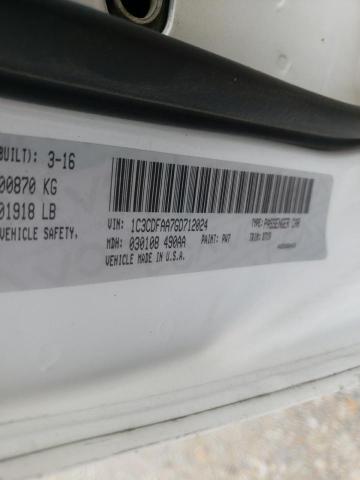 BUILT): 3-16
00870 KG
01918 LB
VEHICLE SAFETY,
VIN: 1C3CDFAA7GD712024
TYPE: PASSENGER CAR
MDH: 030108 490AA
PAINT: PW7
VEHICLE MADE IN U.S.A.